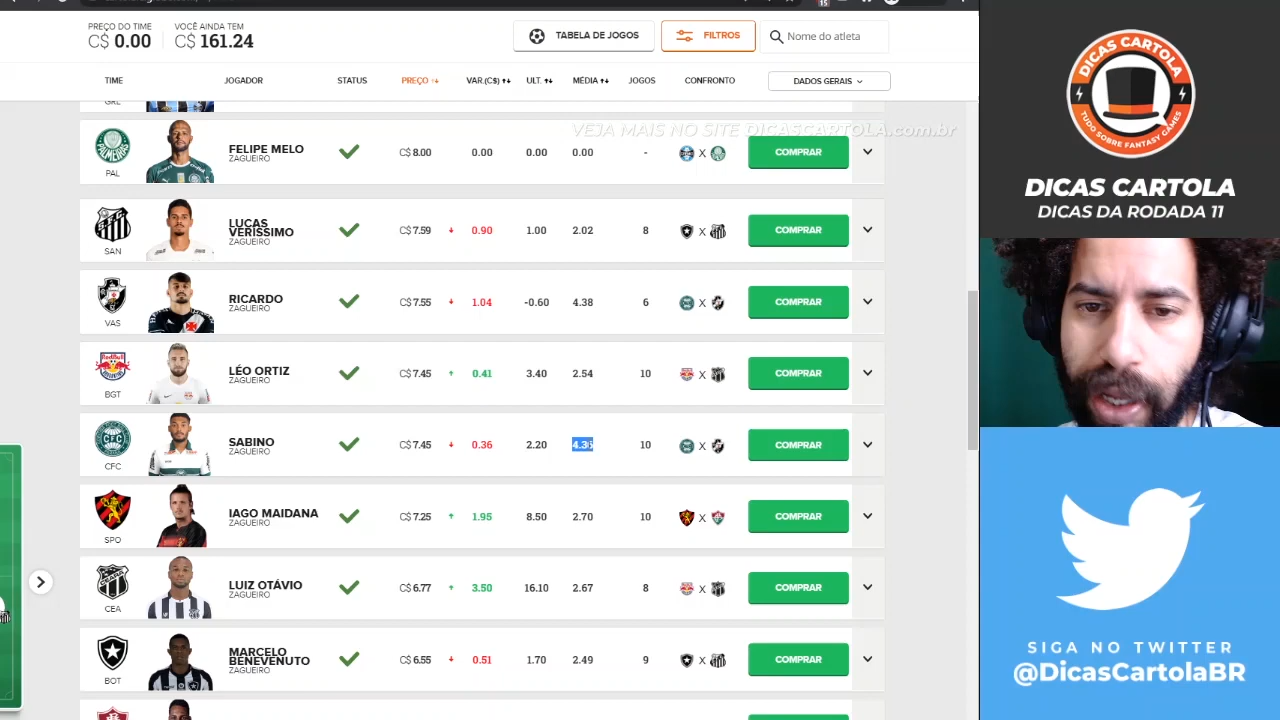 PREÇO DO TIME
C$ 0.00
VOCÊ AINDA TEM
C$ 161.24
TABELA DE JOGOS
FILTROS
Nome do atleta
TIME JOGADOR STATUS PREÇO VAR.(C$) ULT. MÉDIA JOGOS CONFRONTO DADOS GERAIS
VEJA MAIS NO SITE DICASCARTOLA.com.br
PAL FELIPE MELO ZAGUEIRO C$ 8.00 0.00 0.00 0.00 - X COMPRAR
SAN LUCAS VERÍSSIMO ZAGUEIRO C$ 7.59 0.90 1.00 2.02 8 X COMPRAR
VAS RICARDO ZAGUEIRO C$ 7.55 1.04 -0.60 4.38 6 X COMPRAR
BGT LÉO ORTIZ ZAGUEIRO C$ 7.45 0.41 3.40 2.54 10 X COMPRAR
CFC SABINO ZAGUEIRO C$ 7.45 0.36 2.20 4.36 10 X COMPRAR
SPO IAGO MAIDANA ZAGUEIRO C$ 7.25 1.95 8.50 2.70 10 X COMPRAR
CEA LUIZ OTÁVIO ZAGUEIRO C$ 6.77 3.50 16.10 2.67 8 X COMPRAR
BOT MARCELO BENEVENUTO ZAGUEIRO C$ 6.55 0.51 1.70 2.49 9 X COMPRAR
DICAS CARTOLA
TUDO SOBRE FANTASY GAMES
DICAS CARTOLA
DICAS DA RODADA 11
SIGA NO TWITTER
@DicasCartolaBR